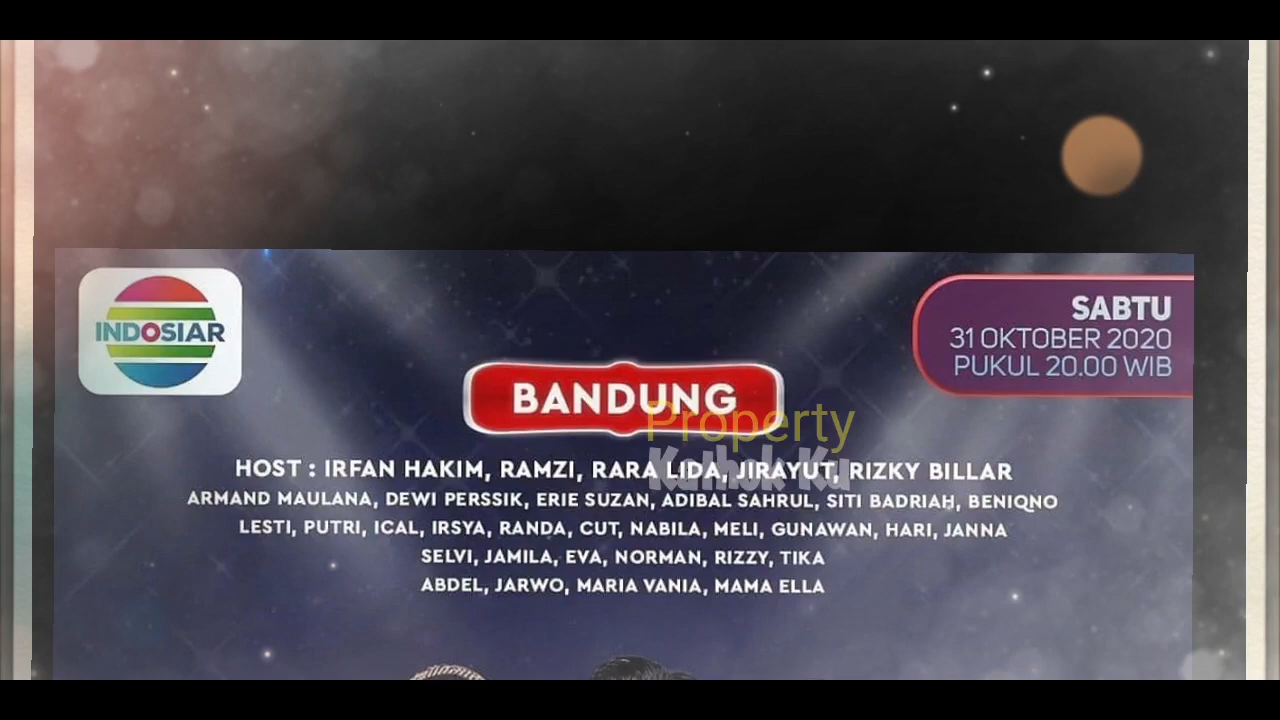 INDOSIAR
SABTU
31 OKTOBER 2020
PUKUL 20.00 WIB
BANDUNG
Property
Kathok Ku
HOST : IRFAN HAKIM, RAMZI, RARA LIDA, JIRAYUT, RIZKY BILLAR
ARMAND MAULANA, DEWI PERSSIK, ERIE SUZAN, ADIBAL SAHRUL, SITI BADRIAH, BENIQNO
LESTI, PUTRI, ICAL, IRSYA, RANDA, CUT, NABILA, MELI, GUNAWAN, HARI, JANNA
SELVI, JAMILA, EVA, NORMAN, RIZZY, TIKA
ABDEL, JARWO, MARIA VANIA, MAMA ELLA